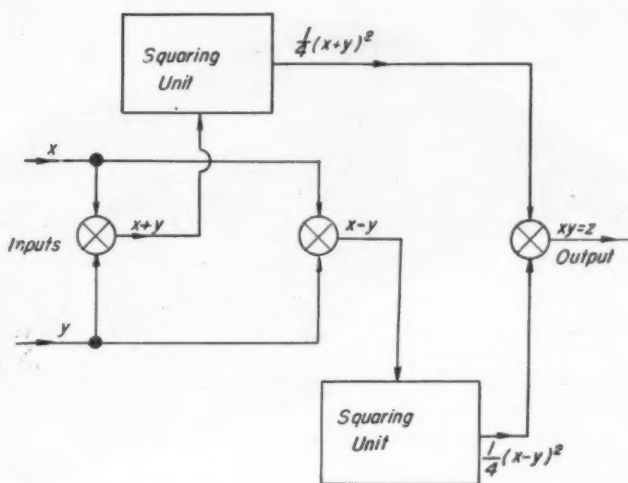 Squaring
Unit
1/4(x+y)²
x
x+y
x-y
Inputs
xy=z
Output
y
Squaring
Unit
1/4(x-y)²